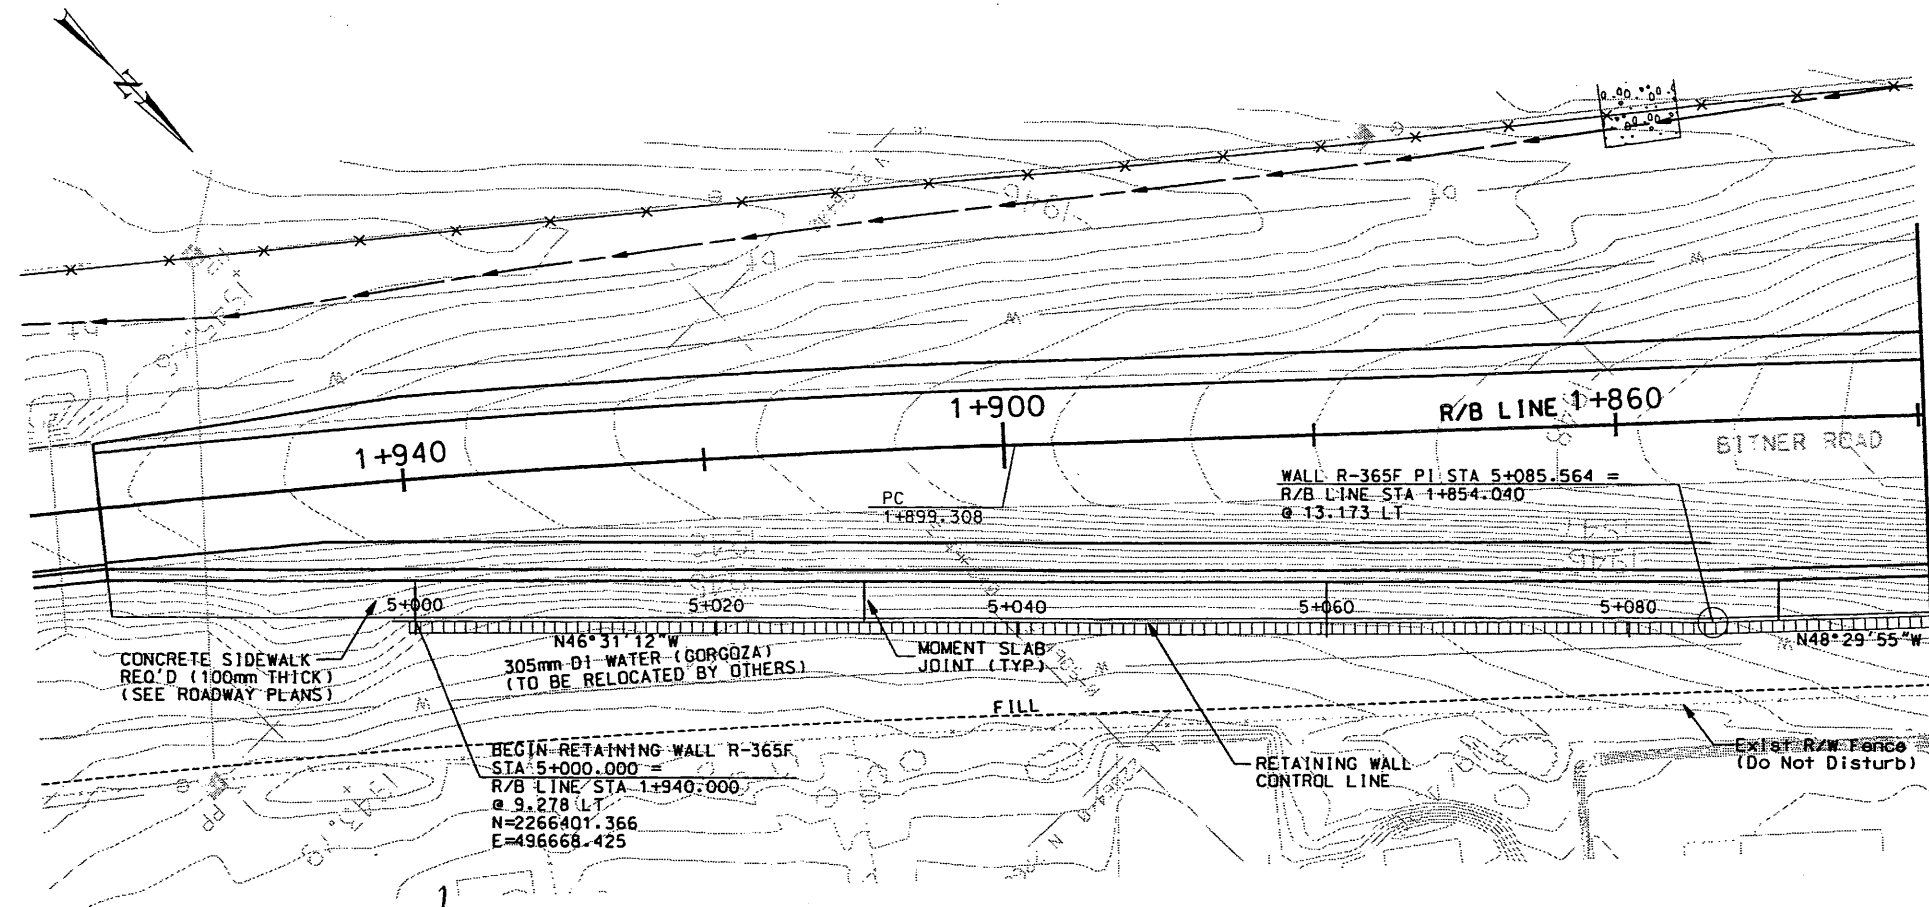 N
1+940
1+900
R/B LINE 1+860
BITNER ROAD
PC
1+899.308
WALL R-365F PI STA 5+085.564 =
R/B LINE STA 1+854.040
@ 13.173 LT
5+000
5+020
5+040
5+060
5+080
N46°31'12"W
305mm DI WATER (GORGOZA)
(TO BE RELOCATED BY OTHERS)
MOMENT SLAB
JOINT (TYP)
N48°29'55"W
CONCRETE SIDEWALK
REQ'D (100mm THICK)
(SEE ROADWAY PLANS)
FILL
BEGIN RETAINING WALL R-365F
STA 5+000.000 =
R/B LINE STA 1+940.000
@ 9.278 LT
N=2266401.366
E=496668.425
RETAINING WALL
CONTROL LINE
Exist R/W Fence
(Do Not Disturb)
W
W
W
W
W
W
PP
1946
1946